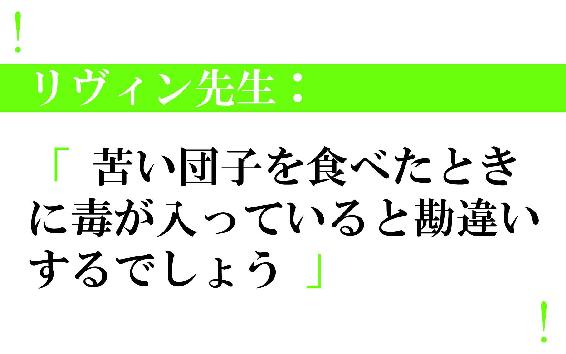 !
リヴィン先生：
「 苦い団子を食べたとき
に毒が入っていると勘違い
するでしょう 」
!